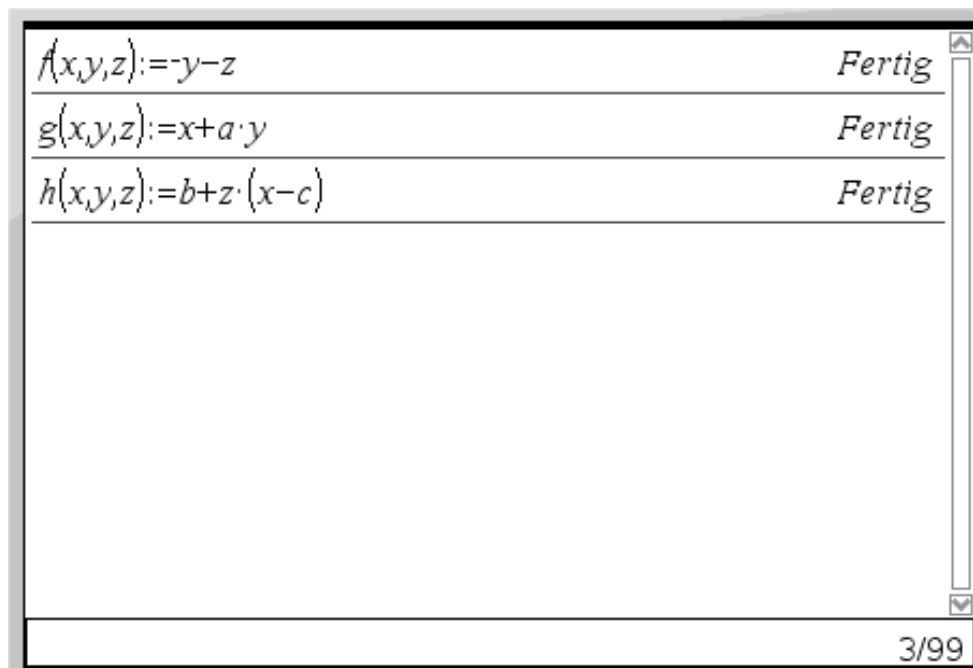 f(x,y,z):=-y−z Fertig
g(x,y,z):=x+a·y Fertig
h(x,y,z):=b+z·(x−c) Fertig
3/99